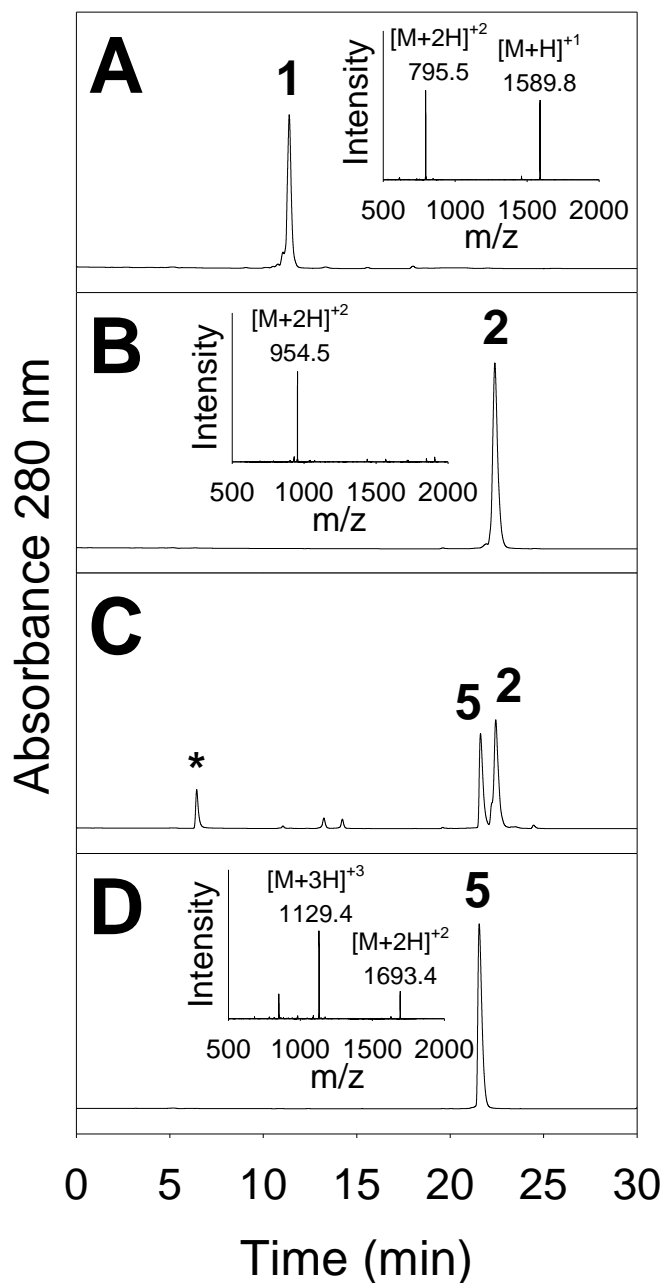 A
1
[M+2H]+2
[M+H]+1
795.5
1589.8
Intensity
500 1000 1500 2000
m/z
B
2
[M+2H]+2
954.5
Intensity
500 1000 1500 2000
m/z
C
5 2
*
D
5
[M+3H]+3
1129.4
[M+2H]+2
1693.4
Intensity
500 1000 1500 2000
m/z
Absorbance 280 nm
0 5 10 15 20 25 30
Time (min)